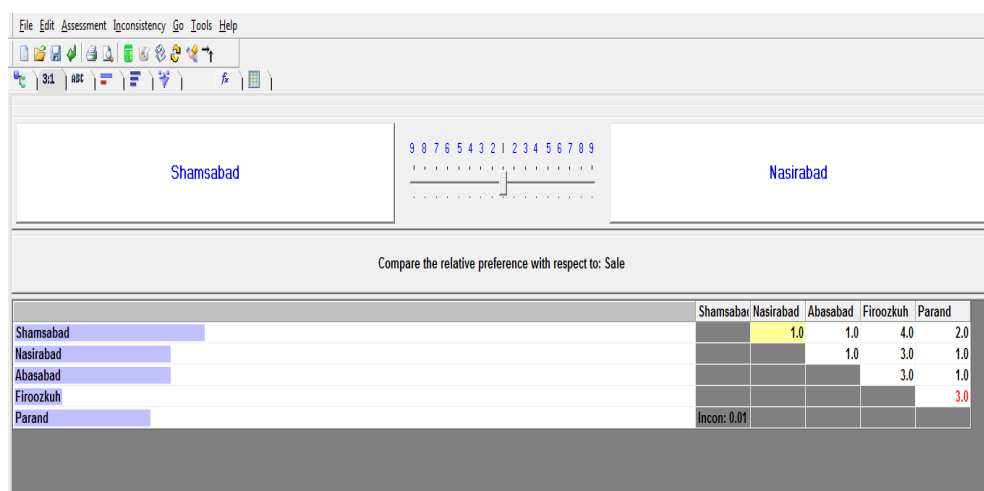 File Edit Assessment Inconsistency Go Tools Help
3:1 ABC fx
Shamsabad
9 8 7 6 5 4 3 2 1 2 3 4 5 6 7 8 9
Nasirabad
Compare the relative preference with respect to: Sale
Shamsabad Nasirabad Abasabad Firoozkuh Parand
Shamsabad 1.0 1.0 4.0 2.0
Nasirabad 1.0 3.0 1.0
Abasabad 3.0 1.0
Firoozkuh 3.0
Parand Incon: 0.01